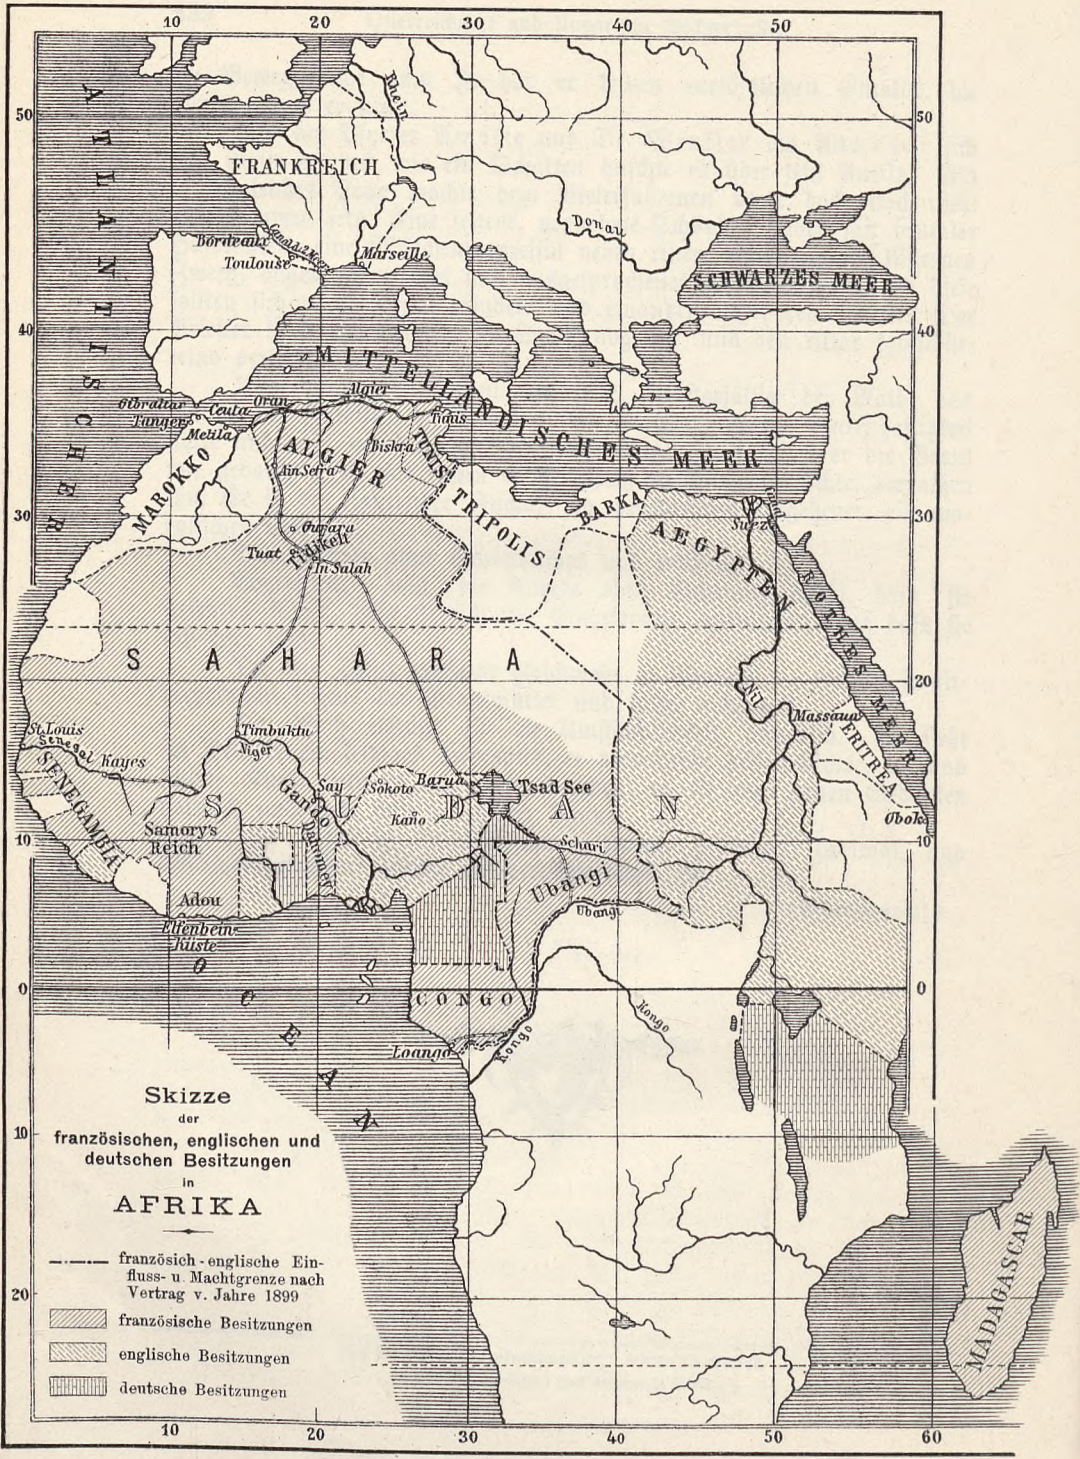 10 20 30 40 50
50 50
40 40
30 30
20 20
10 10
0 0
10
20
10 20 30 40 50 60
ATLANTISCHER
OCEAN
Rhein
FRANKREICH
Donau
Bordeaux
Canal d. 2 Meere
Toulouse
Marseille
SCHWARZES MEER
MITTELLÄNDISCHES MEER
Gibraltar
Ceuta
Oran
Algier
Tunis
Tanger
Metila
Biskra
TUNIS
ALGIER
Ain Sefra
MAROKKO
TRIPOLIS
BARKA
Suez
AEGYPTEN
Gurara
Tuat
Tidikelt
In Salah
ROTHES MEER
SAHARA
Nil
Massaua
ERITREA
Obok
St. Louis
Senegal
Kayes
Timbuktu
Niger
SENEGAMBIA
SUDAN
Say
Gando
Sokoto
Barua
Tsad See
Kano
Samory's
Reich
Dahomey
Schari
Ubangi
Ubangi
Adou
Elfenbein-
Küste
CONGO
Kongo
Loango
Kongo
MADAGASCAR
Skizze
der
französischen, englischen und
deutschen Besitzungen
in
AFRIKA
französich - englische Ein-
fluss- u. Machtgrenze nach
Vertrag v. Jahre 1899
französische Besitzungen
englische Besitzungen
deutsche Besitzungen